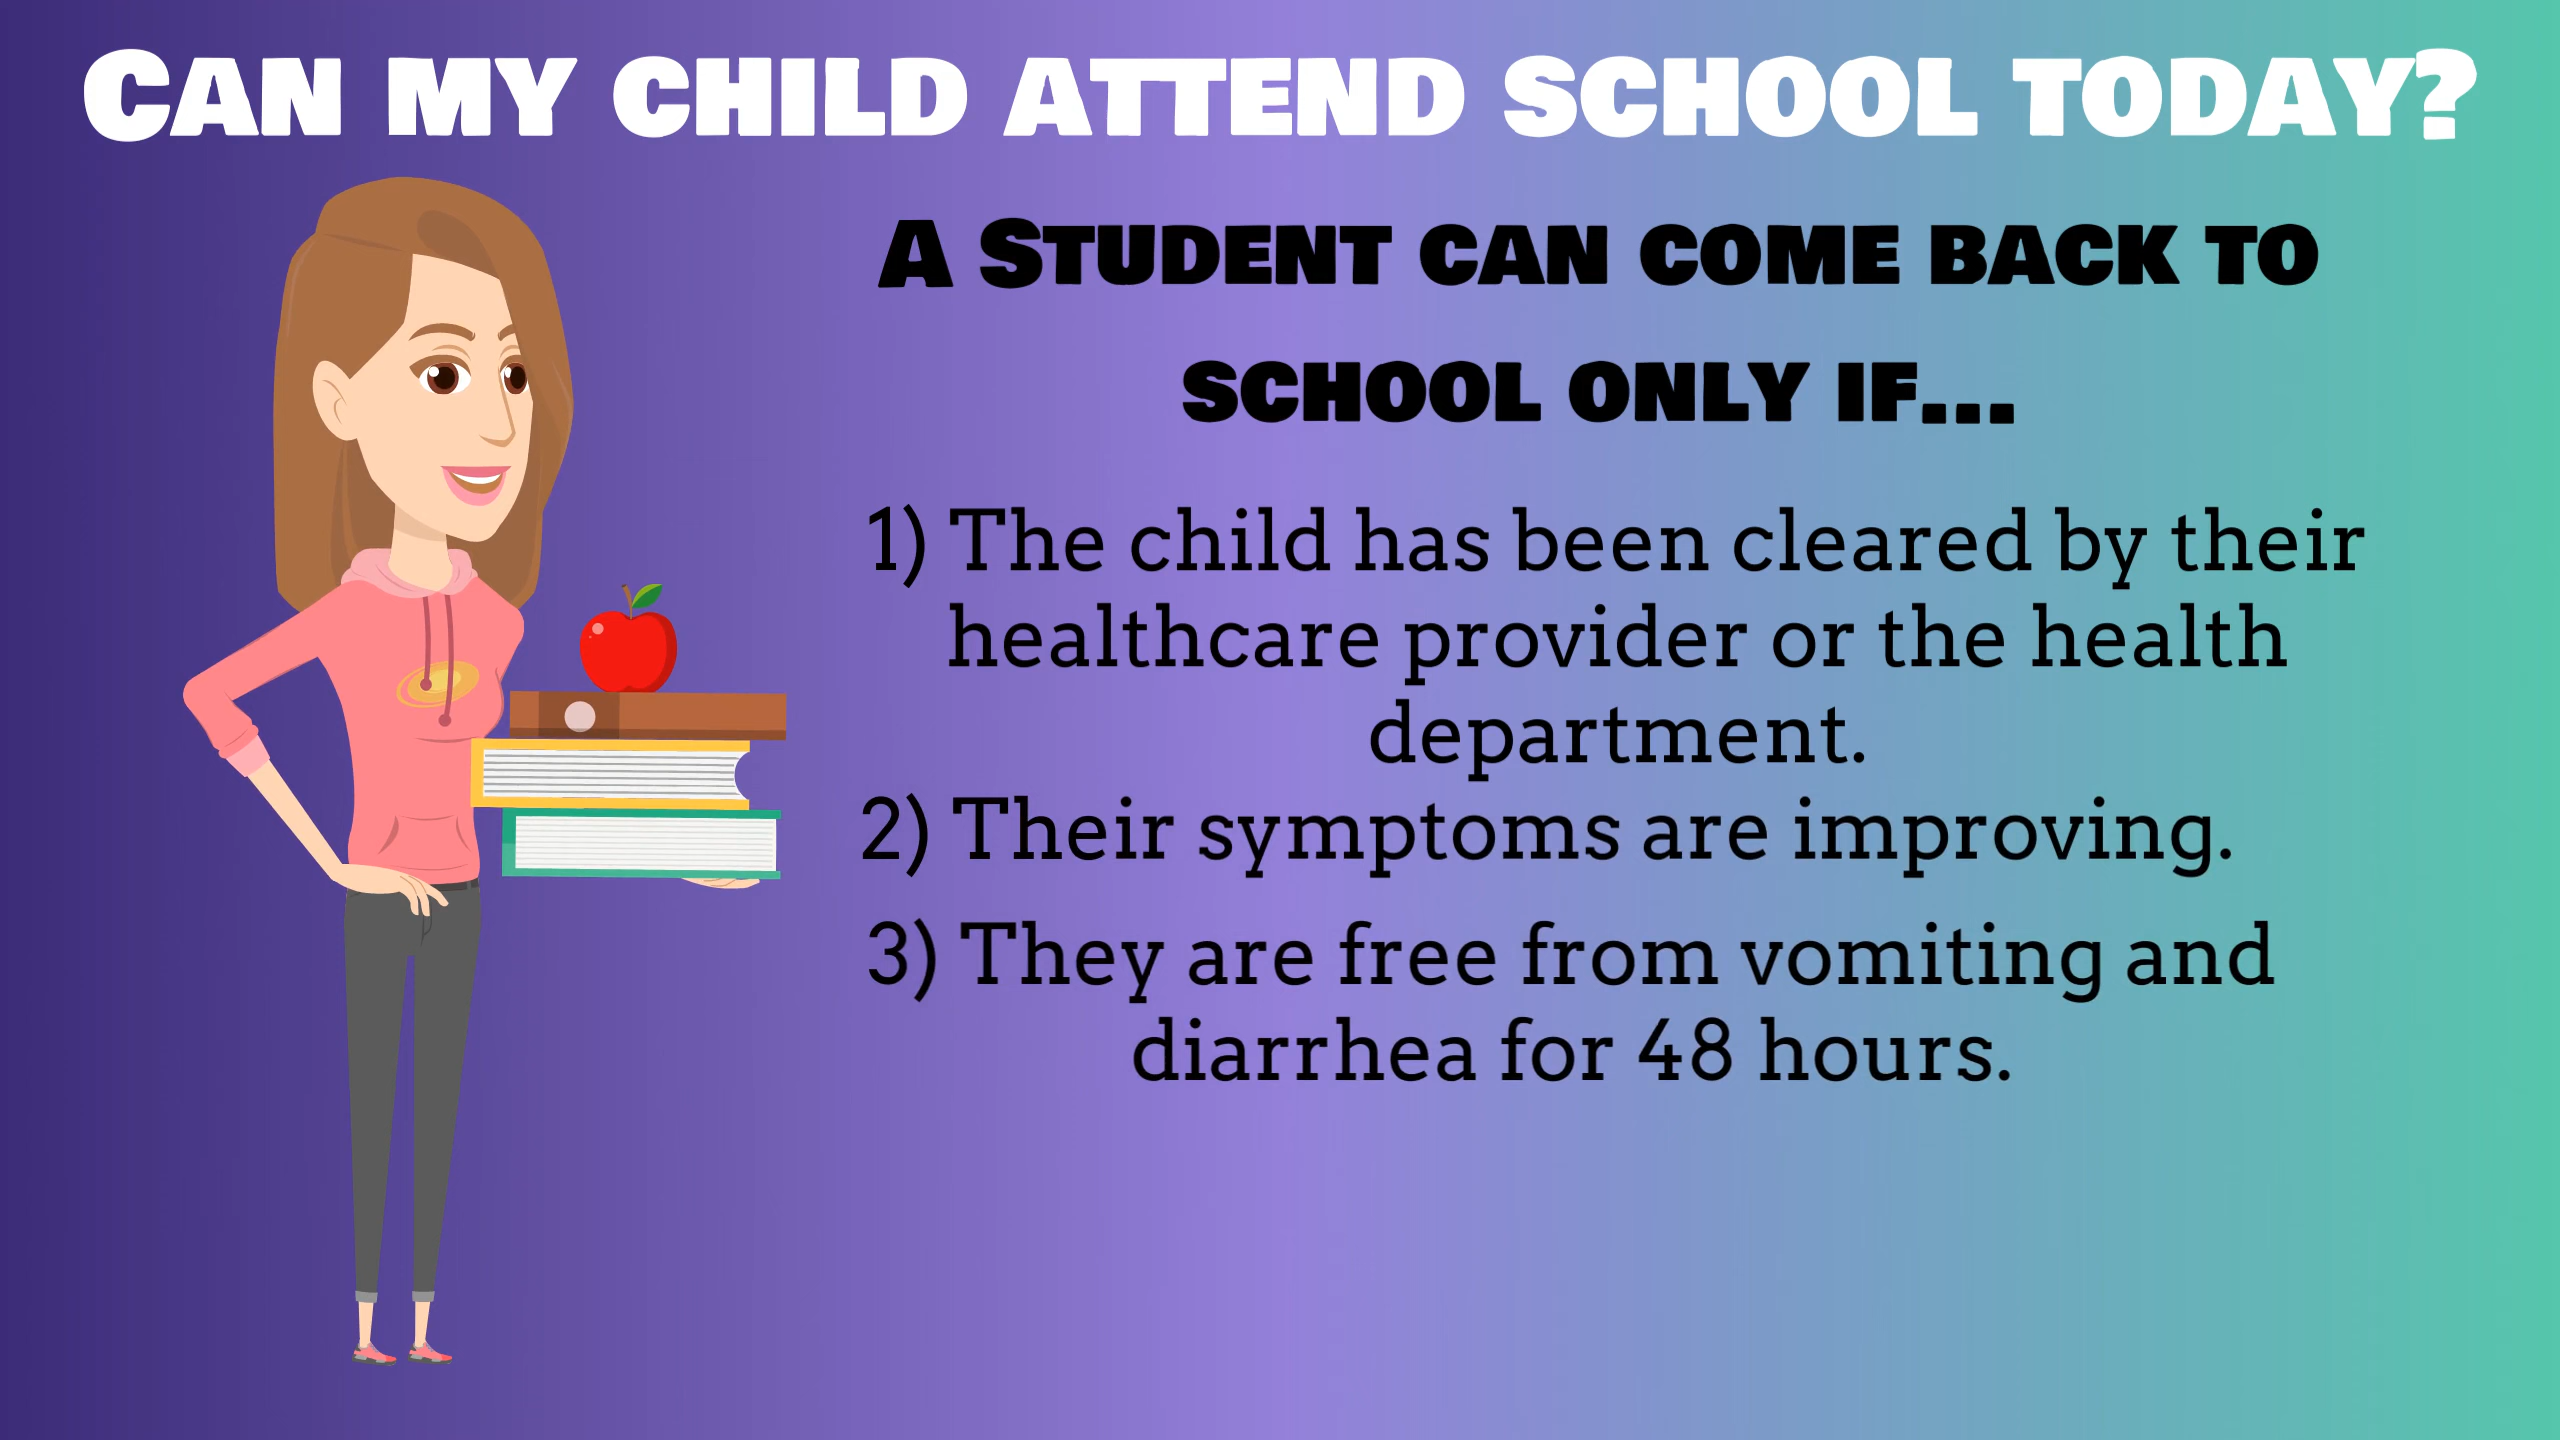 Can my child attend school today?
A Student can come back to
school only if...
1) The child has been cleared by their
healthcare provider or the health
department.
2) Their symptoms are improving.
3) They are free from vomiting and
diarrhea for 48 hours.